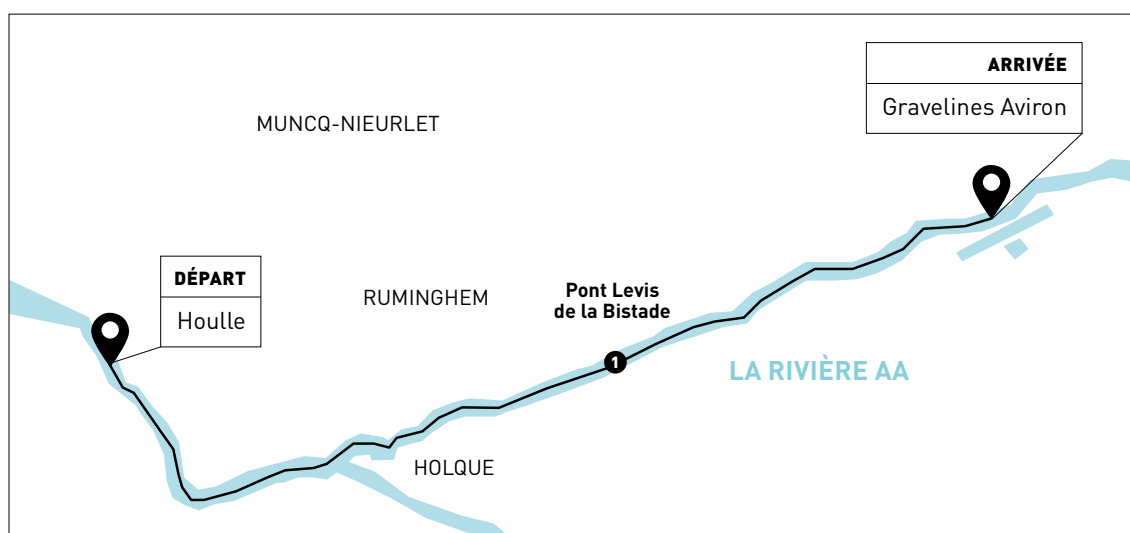 ARRIVÉE
Gravelines Aviron
MUNCQ-NIEURLET
DÉPART
Houlle
RUMINGHEM
Pont Levis
de la Bistade
1
LA RIVIÈRE AA
HOLQUE